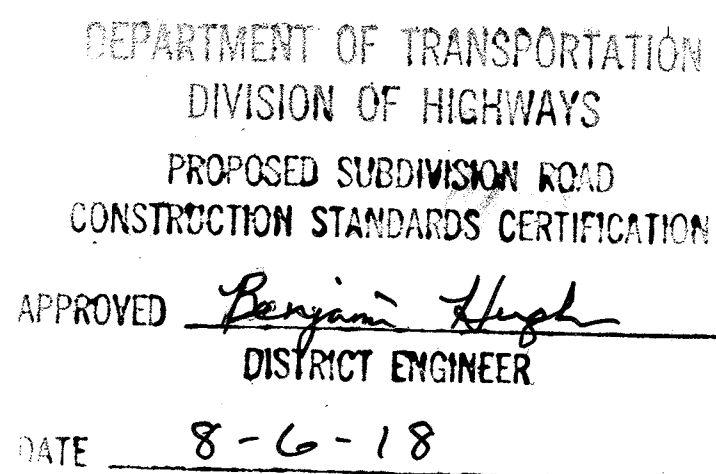 DEPARTMENT OF TRANSPORTATION
DIVISION OF HIGHWAYS
PROPOSED SUBDIVISION ROAD
CONSTRUCTION STANDARDS CERTIFICATION
APPROVED Benjamin Hugh
DISTRICT ENGINEER
DATE 8-6-18